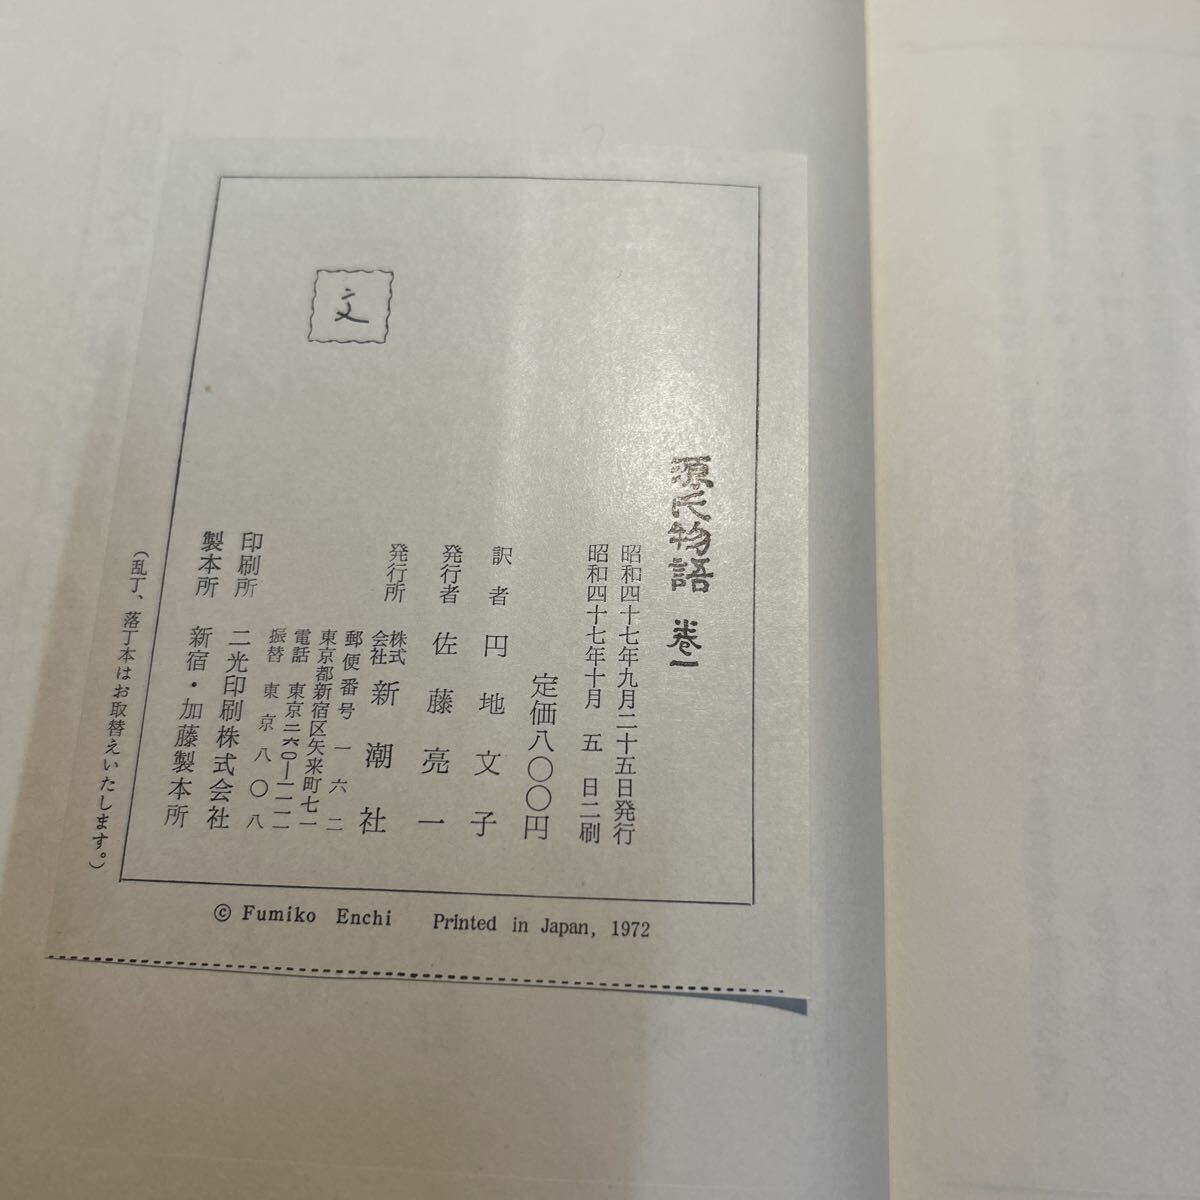 源氏物語 巻一
昭和四十七年九月二十五日発行
昭和四十七年十月 五 日二刷
定価八〇〇円
訳者 円地文子
発行者 佐藤亮一
発行所 株式会社 新潮社
郵便番号 一六二
東京都新宿区矢来町七一
電話 東京二六〇―一一一一
振替 東京 八〇八
印刷所 二光印刷株式会社
製本所 新宿・加藤製本所
(乱丁、落丁本はお取替えいたします。)
文
© Fumiko Enchi Printed in Japan, 1972